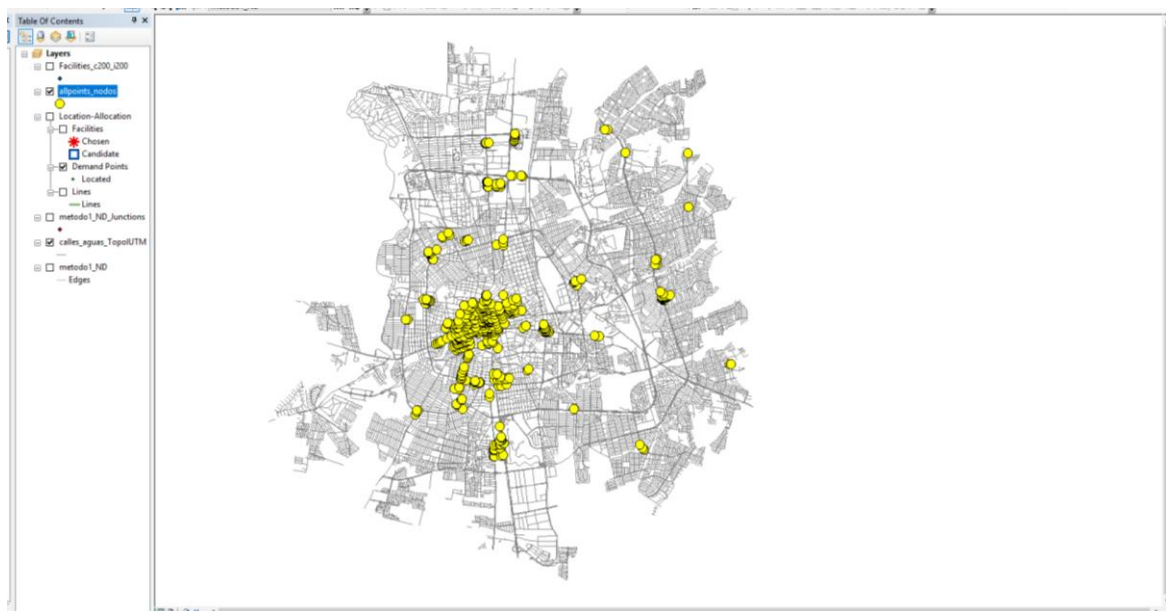 Table Of Contents
Layers
Facilities_c200_i200
allpoints_nodos
Location-Allocation
Facilities
Chosen
Candidate
Demand Points
Located
Lines
Lines
metodo1_ND_Junctions
calles_aguas_TopolUTM
metodo1_ND
Edges